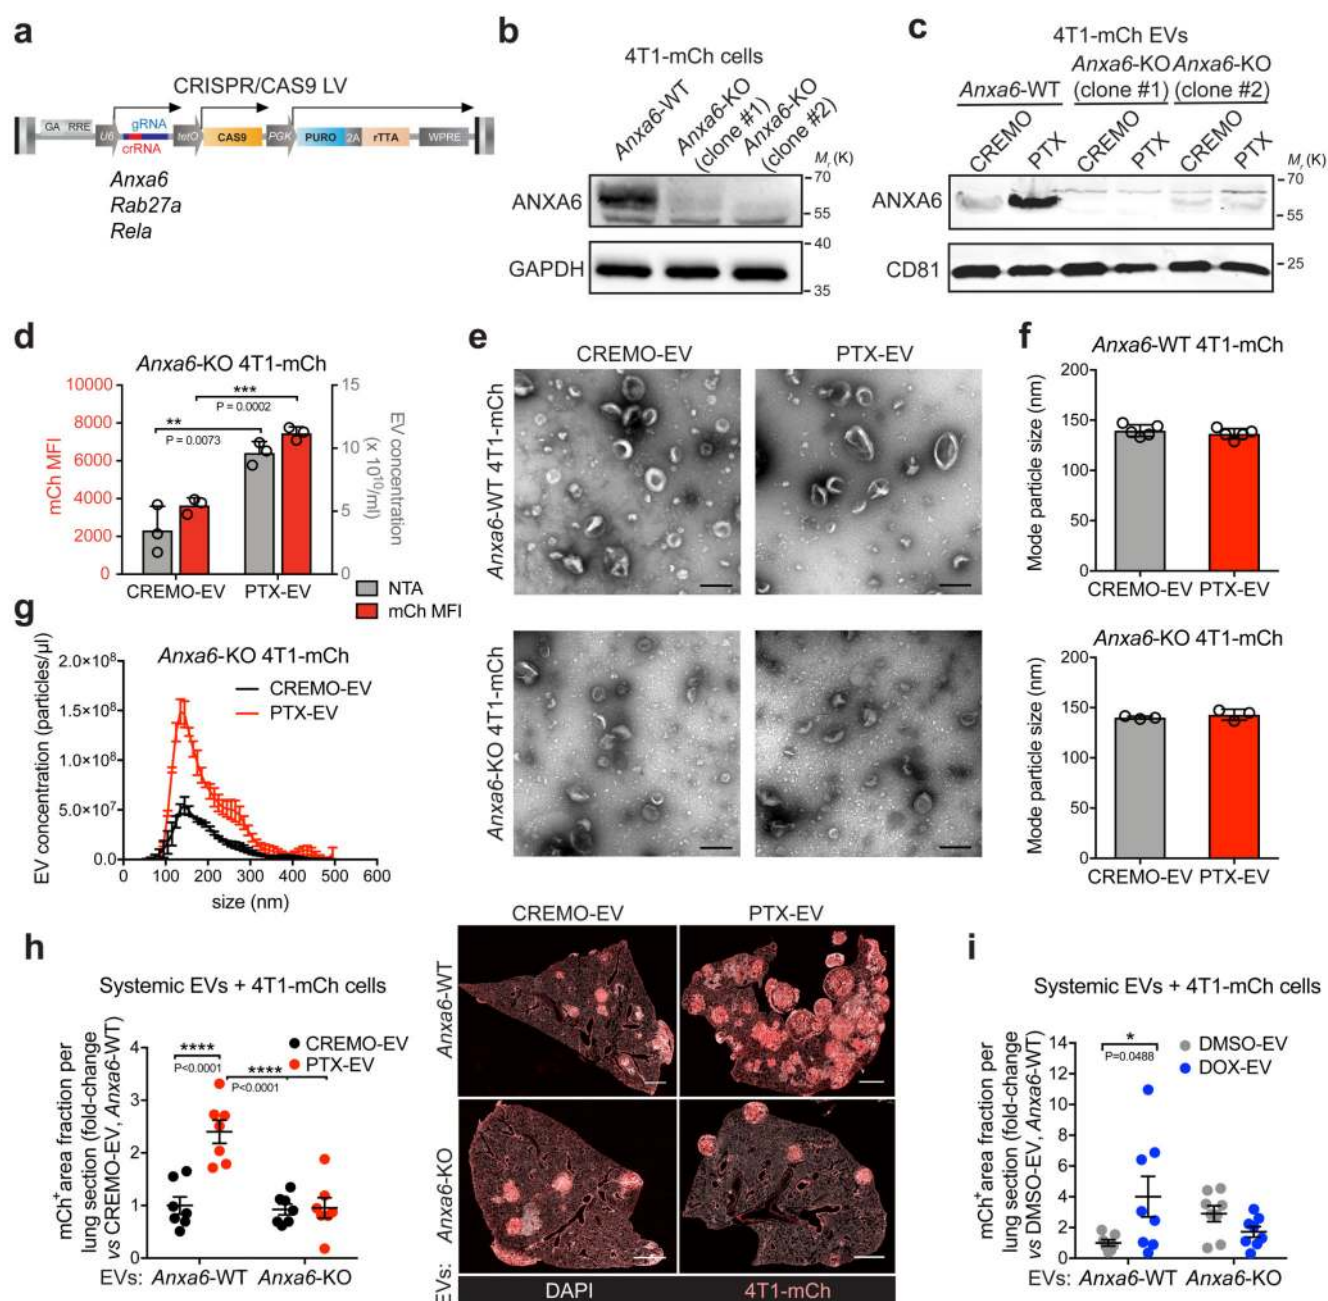 a
CRISPR/CAS9 LV
GA RRE U6 gRNA crRNA tetO CAS9 PGK PURO 2A rTTA WPRE
Anxa6
Rab27a
Rela
b
4T1-mCh cells
Anxa6-WT
Anxa6-KO
(clone #1)
Anxa6-KO
(clone #2)
Mr (K)
ANXA6
70
55
GAPDH
40
35
c
4T1-mCh EVs
Anxa6-WT
Anxa6-KO
(clone #1)
Anxa6-KO
(clone #2)
CREMO PTX CREMO PTX CREMO PTX
Mr (K)
ANXA6
70
55
CD81
25
d
Anxa6-KO 4T1-mCh
mCh MFI
10000
8000
6000
4000
2000
0
***
P = 0.0002
**
P = 0.0073
15
10
5
0
EV concentration
(x 10¹⁰/ml)
CREMO-EV PTX-EV
NTA
mCh MFI
e
CREMO-EV PTX-EV
Anxa6-WT 4T1-mCh
Anxa6-KO 4T1-mCh
f
Anxa6-WT 4T1-mCh
Mode particle size (nm)
200
150
100
50
0
CREMO-EV PTX-EV
Anxa6-KO 4T1-mCh
Mode particle size (nm)
200
150
100
50
0
CREMO-EV PTX-EV
g
Anxa6-KO 4T1-mCh
CREMO-EV
PTX-EV
EV concentration (particles/µl)
2.0×10⁸
1.5×10⁸
1.0×10⁸
5.0×10⁷
0.0
0 100 200 300 400 500 600
size (nm)
h
Systemic EVs + 4T1-mCh cells
mCh⁺ area fraction per
lung section (fold-change
vs CREMO-EV, Anxa6-WT)
4
3
2
1
0
****
P<0.0001
****
P<0.0001
CREMO-EV
PTX-EV
EVs: Anxa6-WT Anxa6-KO
CREMO-EV PTX-EV
Anxa6-WT
Anxa6-KO
EVs:
DAPI 4T1-mCh
i
Systemic EVs + 4T1-mCh cells
mCh⁺ area fraction per
lung section (fold-change
vs DMSO-EV, Anxa6-WT)
14
12
10
8
6
4
2
0
*
P=0.0488
DMSO-EV
DOX-EV
EVs: Anxa6-WT Anxa6-KO